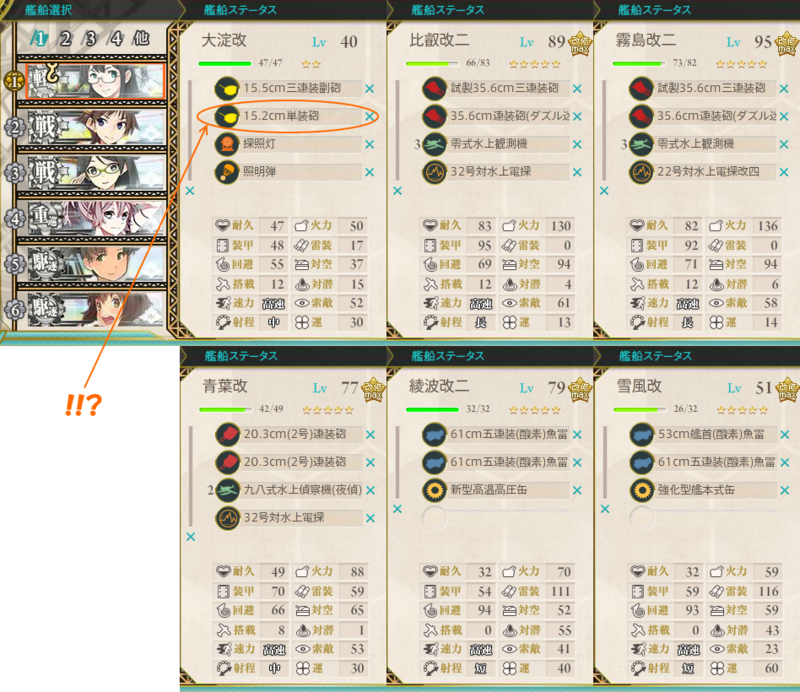 艦船選択
1 2 3 4 他
1 戦
2 戦
3 戦
4 重
5 駆逐
6 駆逐
艦船ステータス
大淀改 Lv 40
47/47
15.5cm三連装副砲
15.2cm単装砲
探照灯
照明弾
耐久 47 火力 50
装甲 48 雷装 17
回避 55 対空 37
搭載 12 対潜 15
速力 高速 索敵 52
射程 中 運 30
艦船ステータス
比叡改二 Lv 89
66/83
試製35.6cm三連装砲
35.6cm連装砲(ダズル迷
3 零式水上観測機
32号対水上電探
耐久 83 火力 130
装甲 95 雷装 0
回避 69 対空 94
搭載 12 対潜 4
速力 高速 索敵 61
射程 長 運 13
艦船ステータス
霧島改二 Lv 95
73/82
試製35.6cm三連装砲
35.6cm連装砲(ダズル迷
3 零式水上観測機
22号対水上電探改四
耐久 82 火力 136
装甲 92 雷装 0
回避 71 対空 94
搭載 12 対潜 6
速力 高速 索敵 58
射程 長 運 14
!!?
艦船ステータス
青葉改 Lv 77
42/49
20.3cm(2号)連装砲
20.3cm(2号)連装砲
2 九八式水上偵察機(夜偵)
32号対水上電探
耐久 49 火力 88
装甲 70 雷装 59
回避 66 対空 65
搭載 8 対潜 1
速力 高速 索敵 53
射程 中 運 30
艦船ステータス
綾波改二 Lv 79
32/32
61cm五連装(酸素)魚雷
61cm五連装(酸素)魚雷
新型高温高圧缶
耐久 32 火力 70
装甲 54 雷装 111
回避 94 対空 52
搭載 0 対潜 55
速力 高速 索敵 41
射程 短 運 40
艦船ステータス
雪風改 Lv 51
26/32
53cm艦首(酸素)魚雷
61cm五連装(酸素)魚雷
強化型艦本式缶
耐久 32 火力 59
装甲 59 雷装 116
回避 93 対空 59
搭載 0 対潜 43
速力 高速 索敵 23
射程 短 運 60